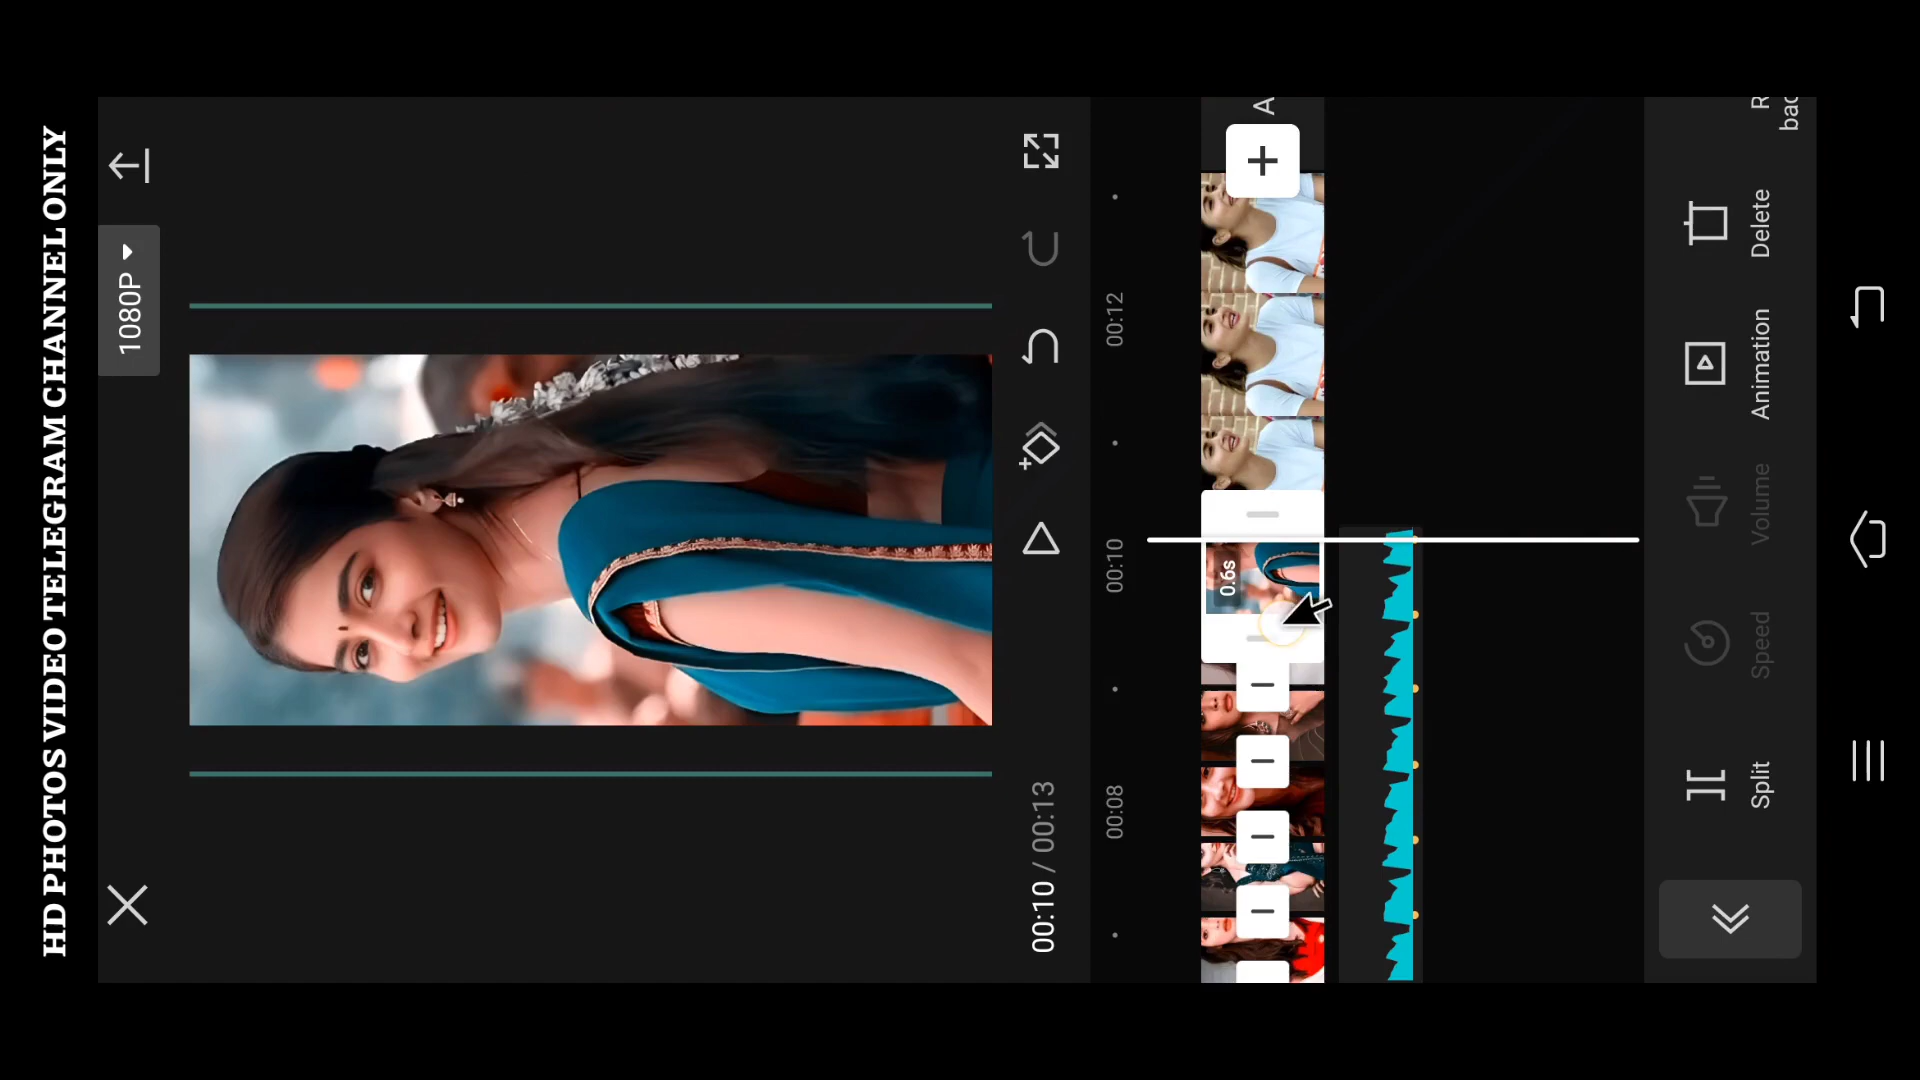 HD PHOTOS VIDEO TELEGRAM CHANNEL ONLY
1080P
00:10 / 00:13
00:08
00:10
00:12
0.6s
A
Split
Speed
Volume
Animation
Delete
R
bac